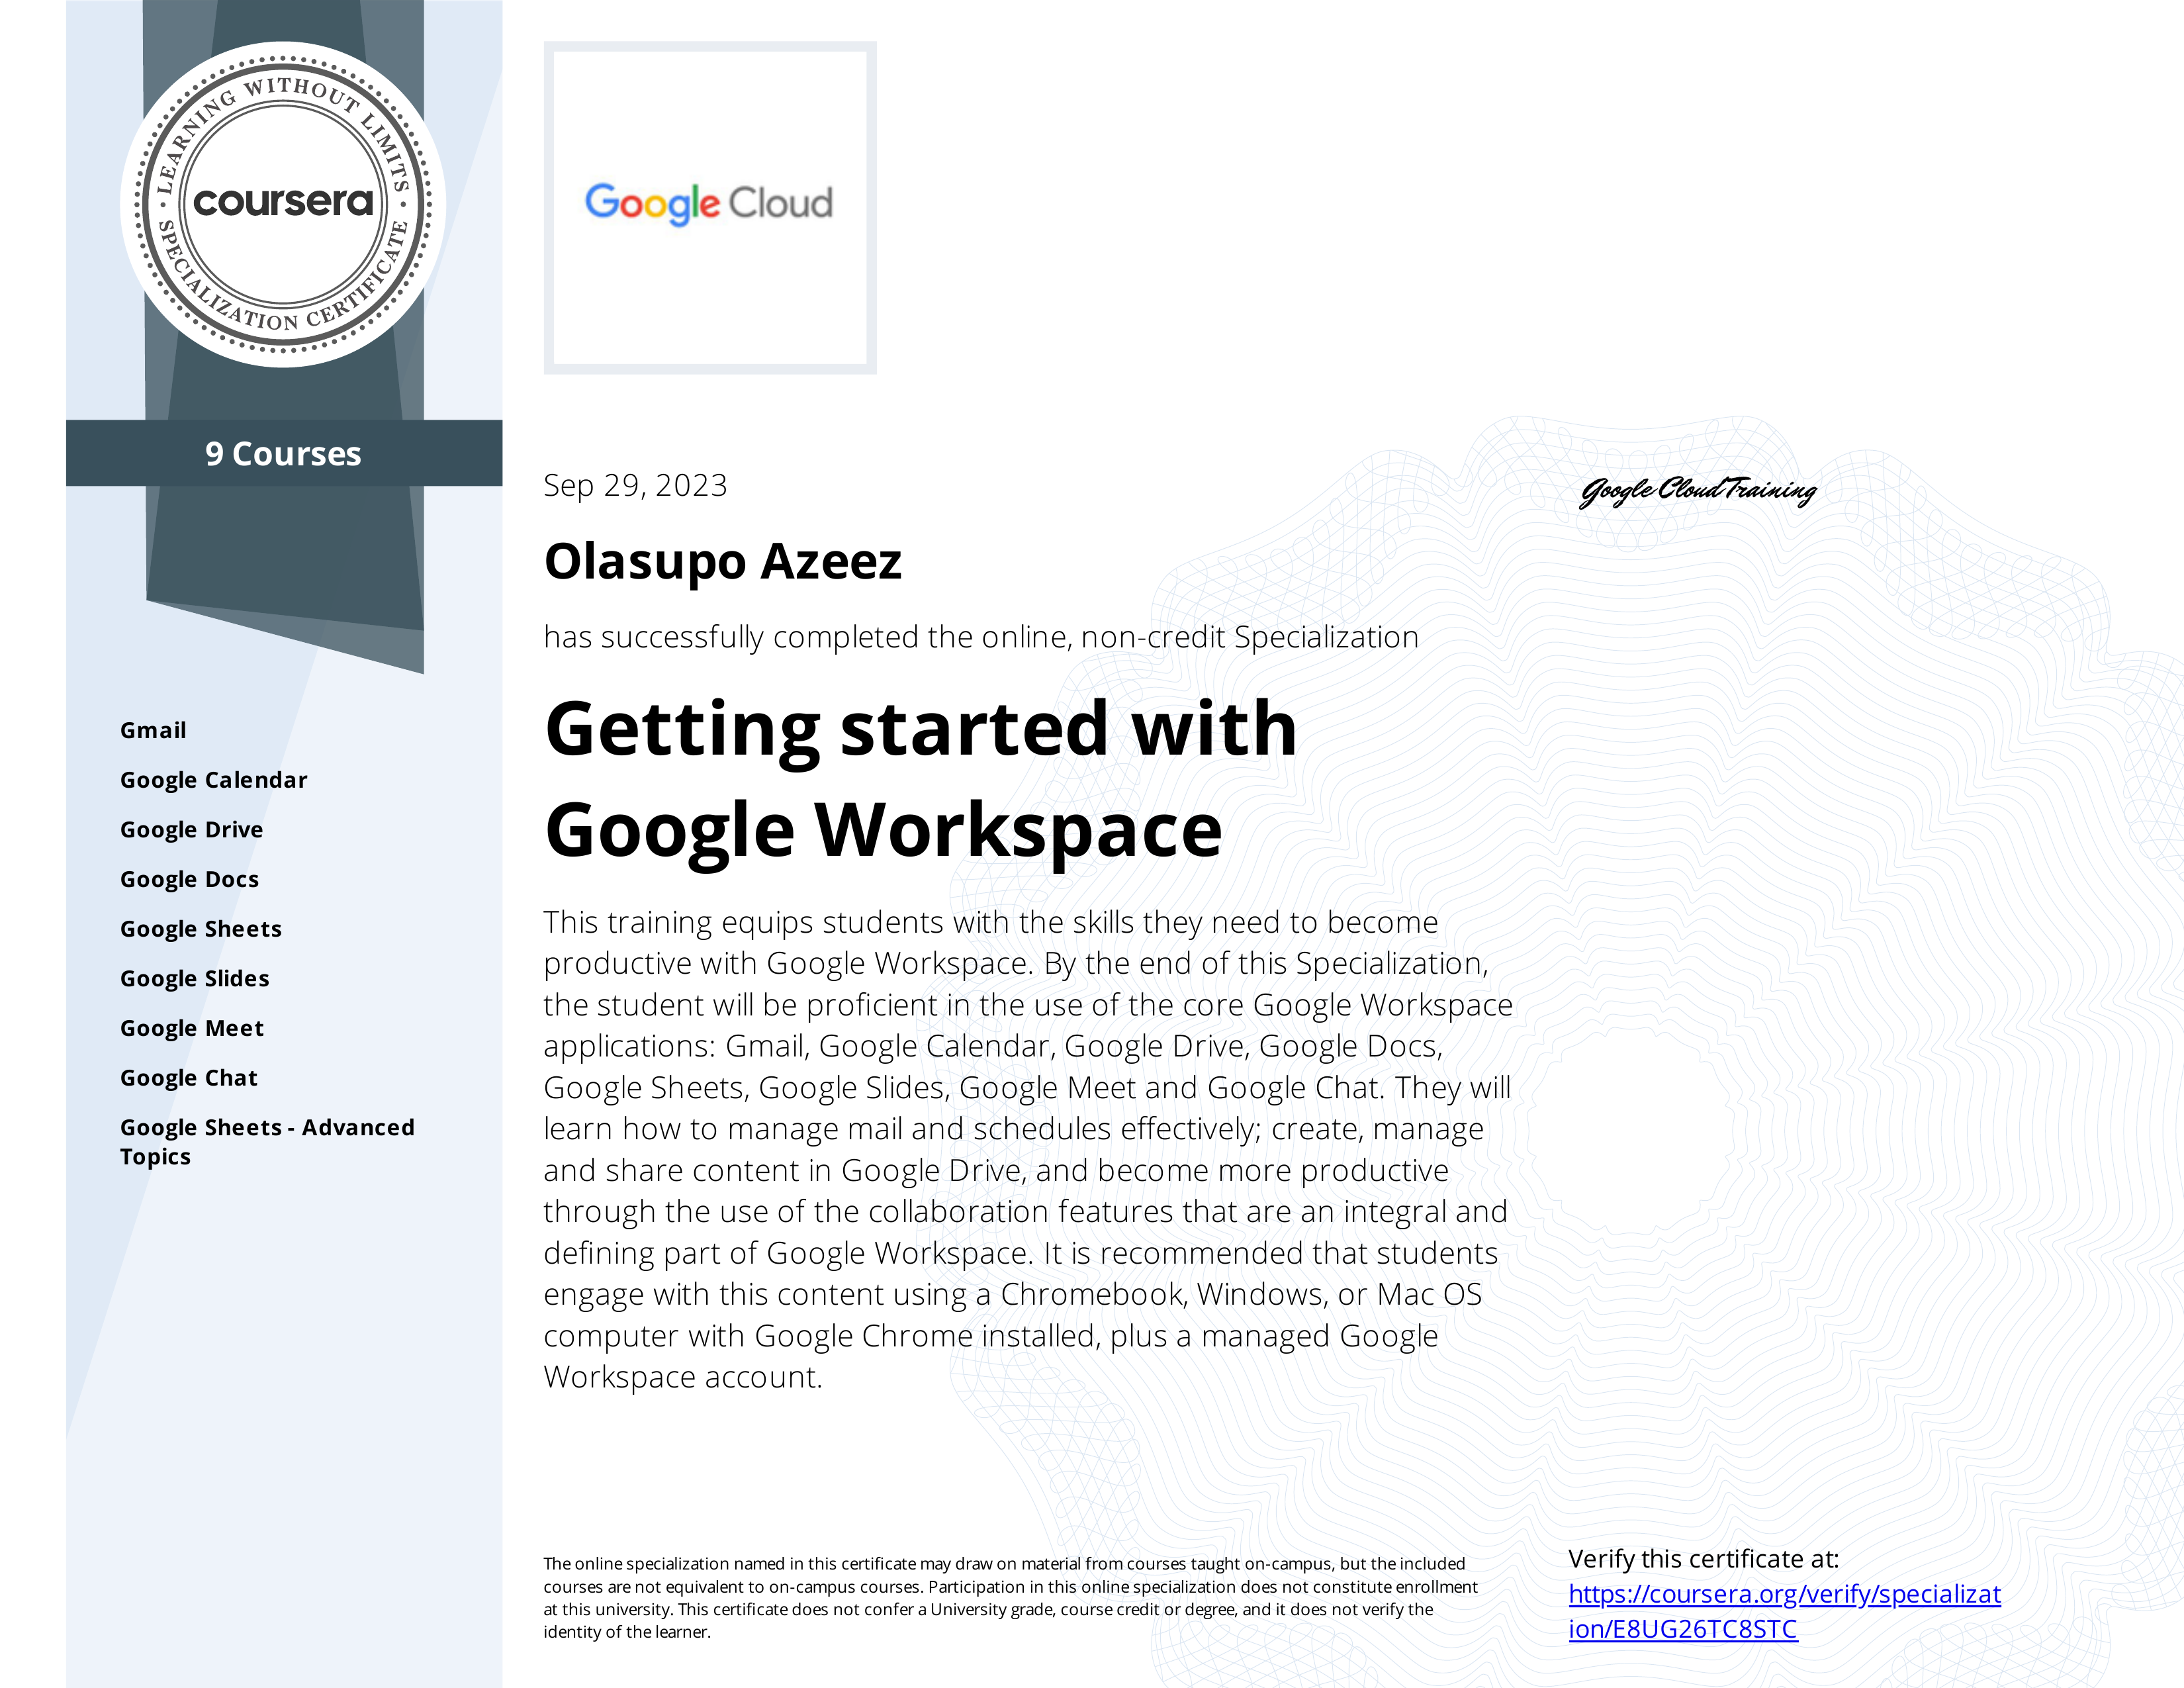 LEARNING WITHOUT LIMITS
coursera
SPECIALIZATION CERTIFICATE
9 Courses
Gmail
Google Calendar
Google Drive
Google Docs
Google Sheets
Google Slides
Google Meet
Google Chat
Google Sheets - Advanced
Topics
Google Cloud
Sep 29, 2023
Olasupo Azeez
has successfully completed the online, non-credit Specialization
Getting started with
Google Workspace
This training equips students with the skills they need to become
productive with Google Workspace. By the end of this Specialization,
the student will be proficient in the use of the core Google Workspace
applications: Gmail, Google Calendar, Google Drive, Google Docs,
Google Sheets, Google Slides, Google Meet and Google Chat. They will
learn how to manage mail and schedules effectively; create, manage
and share content in Google Drive, and become more productive
through the use of the collaboration features that are an integral and
defining part of Google Workspace. It is recommended that students
engage with this content using a Chromebook, Windows, or Mac OS
computer with Google Chrome installed, plus a managed Google
Workspace account.
Google Cloud Training
The online specialization named in this certificate may draw on material from courses taught on-campus, but the included
courses are not equivalent to on-campus courses. Participation in this online specialization does not constitute enrollment
at this university. This certificate does not confer a University grade, course credit or degree, and it does not verify the
identity of the learner.
Verify this certificate at:
https://coursera.org/verify/specializat
ion/E8UG26TC8STC